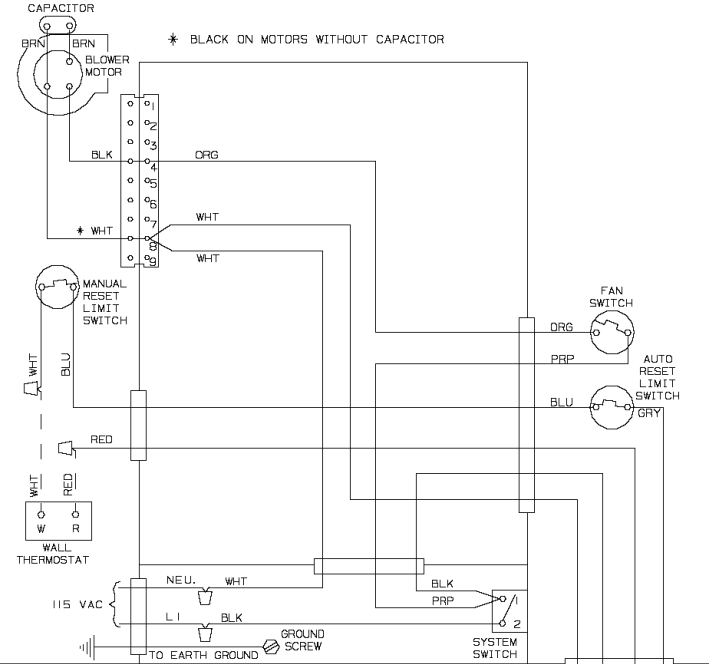 CAPACITOR
BRN
BRN
* BLACK ON MOTORS WITHOUT CAPACITOR
BLOWER
MOTOR
1
2
3
BLK
4
ORG
5
6
7
WHT
* WHT
8
WHT
9
MANUAL
RESET
LIMIT
SWITCH
FAN
SWITCH
ORG
PRP
WHT
BLU
AUTO
RESET
LIMIT
SWITCH
BLU
GRY
RED
WHT
RED
W
R
WALL
THERMOSTAT
NEU.
WHT
BLK
115 VAC
PRP
1
L1
BLK
2
GROUND
SCREW
TO EARTH GROUND
SYSTEM
SWITCH